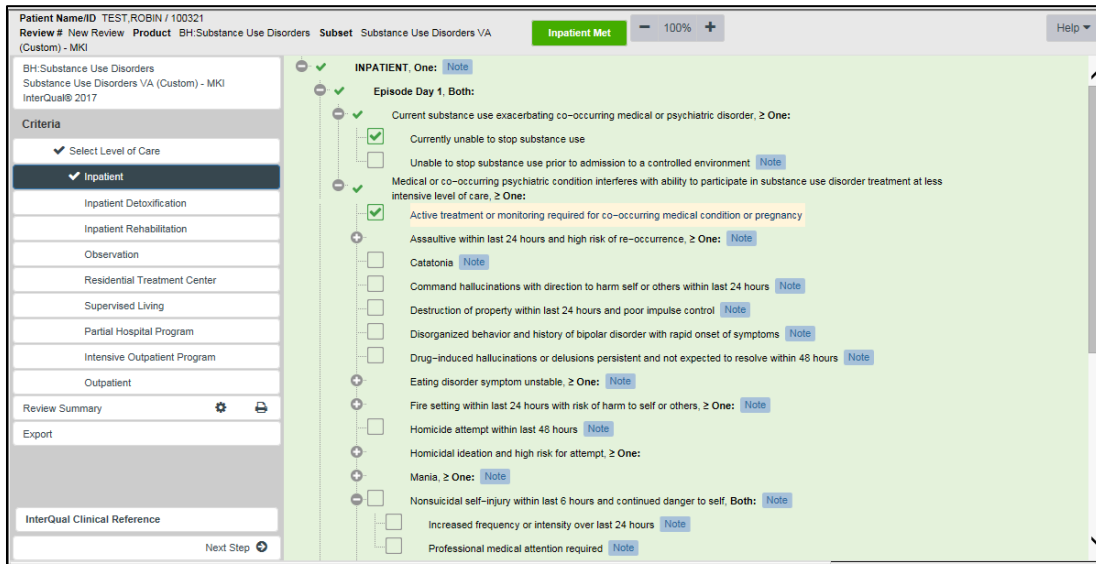 Patient Name/ID TEST,ROBIN / 100321
Review # New Review Product BH:Substance Use Disorders Subset Substance Use Disorders VA
(Custom) - MKI
Inpatient Met
100%
Help
BH:Substance Use Disorders
Substance Use Disorders VA (Custom) - MKI
InterQual® 2017
Criteria
Select Level of Care
Inpatient
Inpatient Detoxification
Inpatient Rehabilitation
Observation
Residential Treatment Center
Supervised Living
Partial Hospital Program
Intensive Outpatient Program
Outpatient
Review Summary
Export
InterQual Clinical Reference
Next Step
INPATIENT, One: Note
Episode Day 1, Both:
Current substance use exacerbating co-occurring medical or psychiatric disorder, ≥ One:
Currently unable to stop substance use
Unable to stop substance use prior to admission to a controlled environment Note
Medical or co-occurring psychiatric condition interferes with ability to participate in substance use disorder treatment at less
intensive level of care, ≥ One:
Active treatment or monitoring required for co-occurring medical condition or pregnancy
Assaultive within last 24 hours and high risk of re-occurrence, ≥ One: Note
Catatonia Note
Command hallucinations with direction to harm self or others within last 24 hours Note
Destruction of property within last 24 hours and poor impulse control Note
Disorganized behavior and history of bipolar disorder with rapid onset of symptoms Note
Drug-induced hallucinations or delusions persistent and not expected to resolve within 48 hours Note
Eating disorder symptom unstable, ≥ One: Note
Fire setting within last 24 hours with risk of harm to self or others, ≥ One: Note
Homicide attempt within last 48 hours Note
Homicidal ideation and high risk for attempt, ≥ One:
Mania, ≥ One: Note
Nonsuicidal self-injury within last 6 hours and continued danger to self, Both: Note
Increased frequency or intensity over last 24 hours Note
Professional medical attention required Note